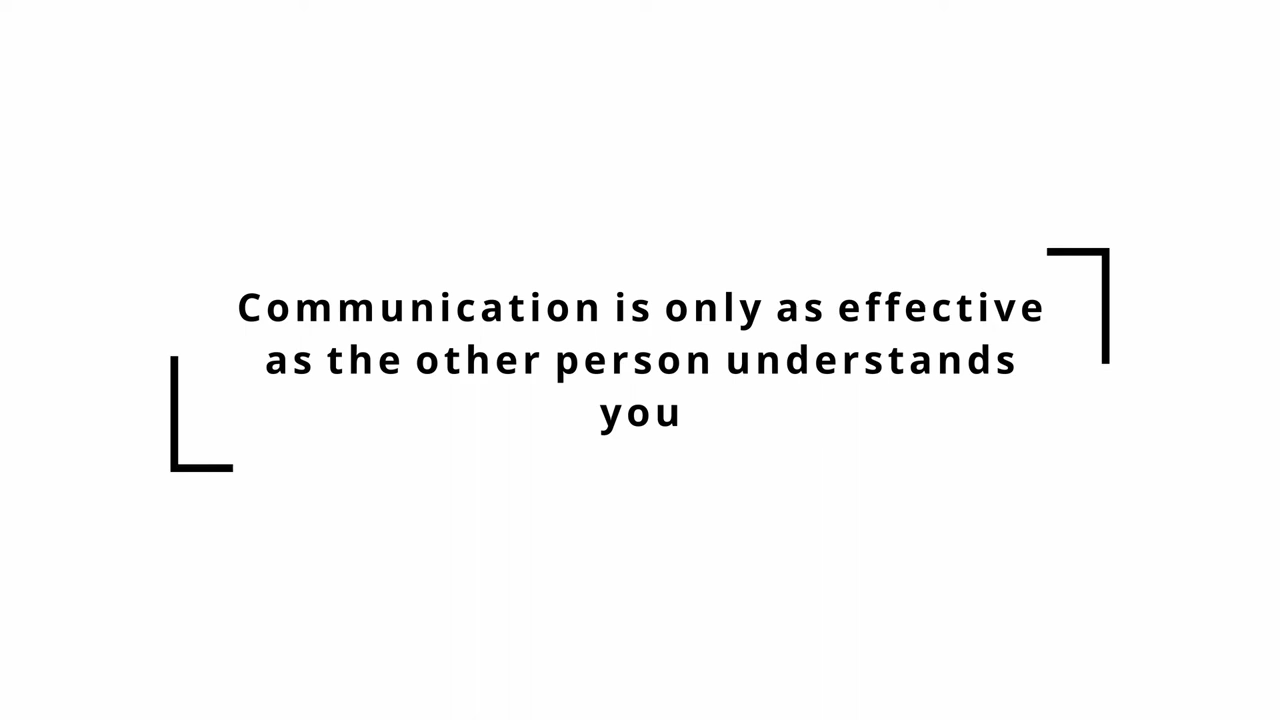 Communication is only as effective
as the other person understands
you